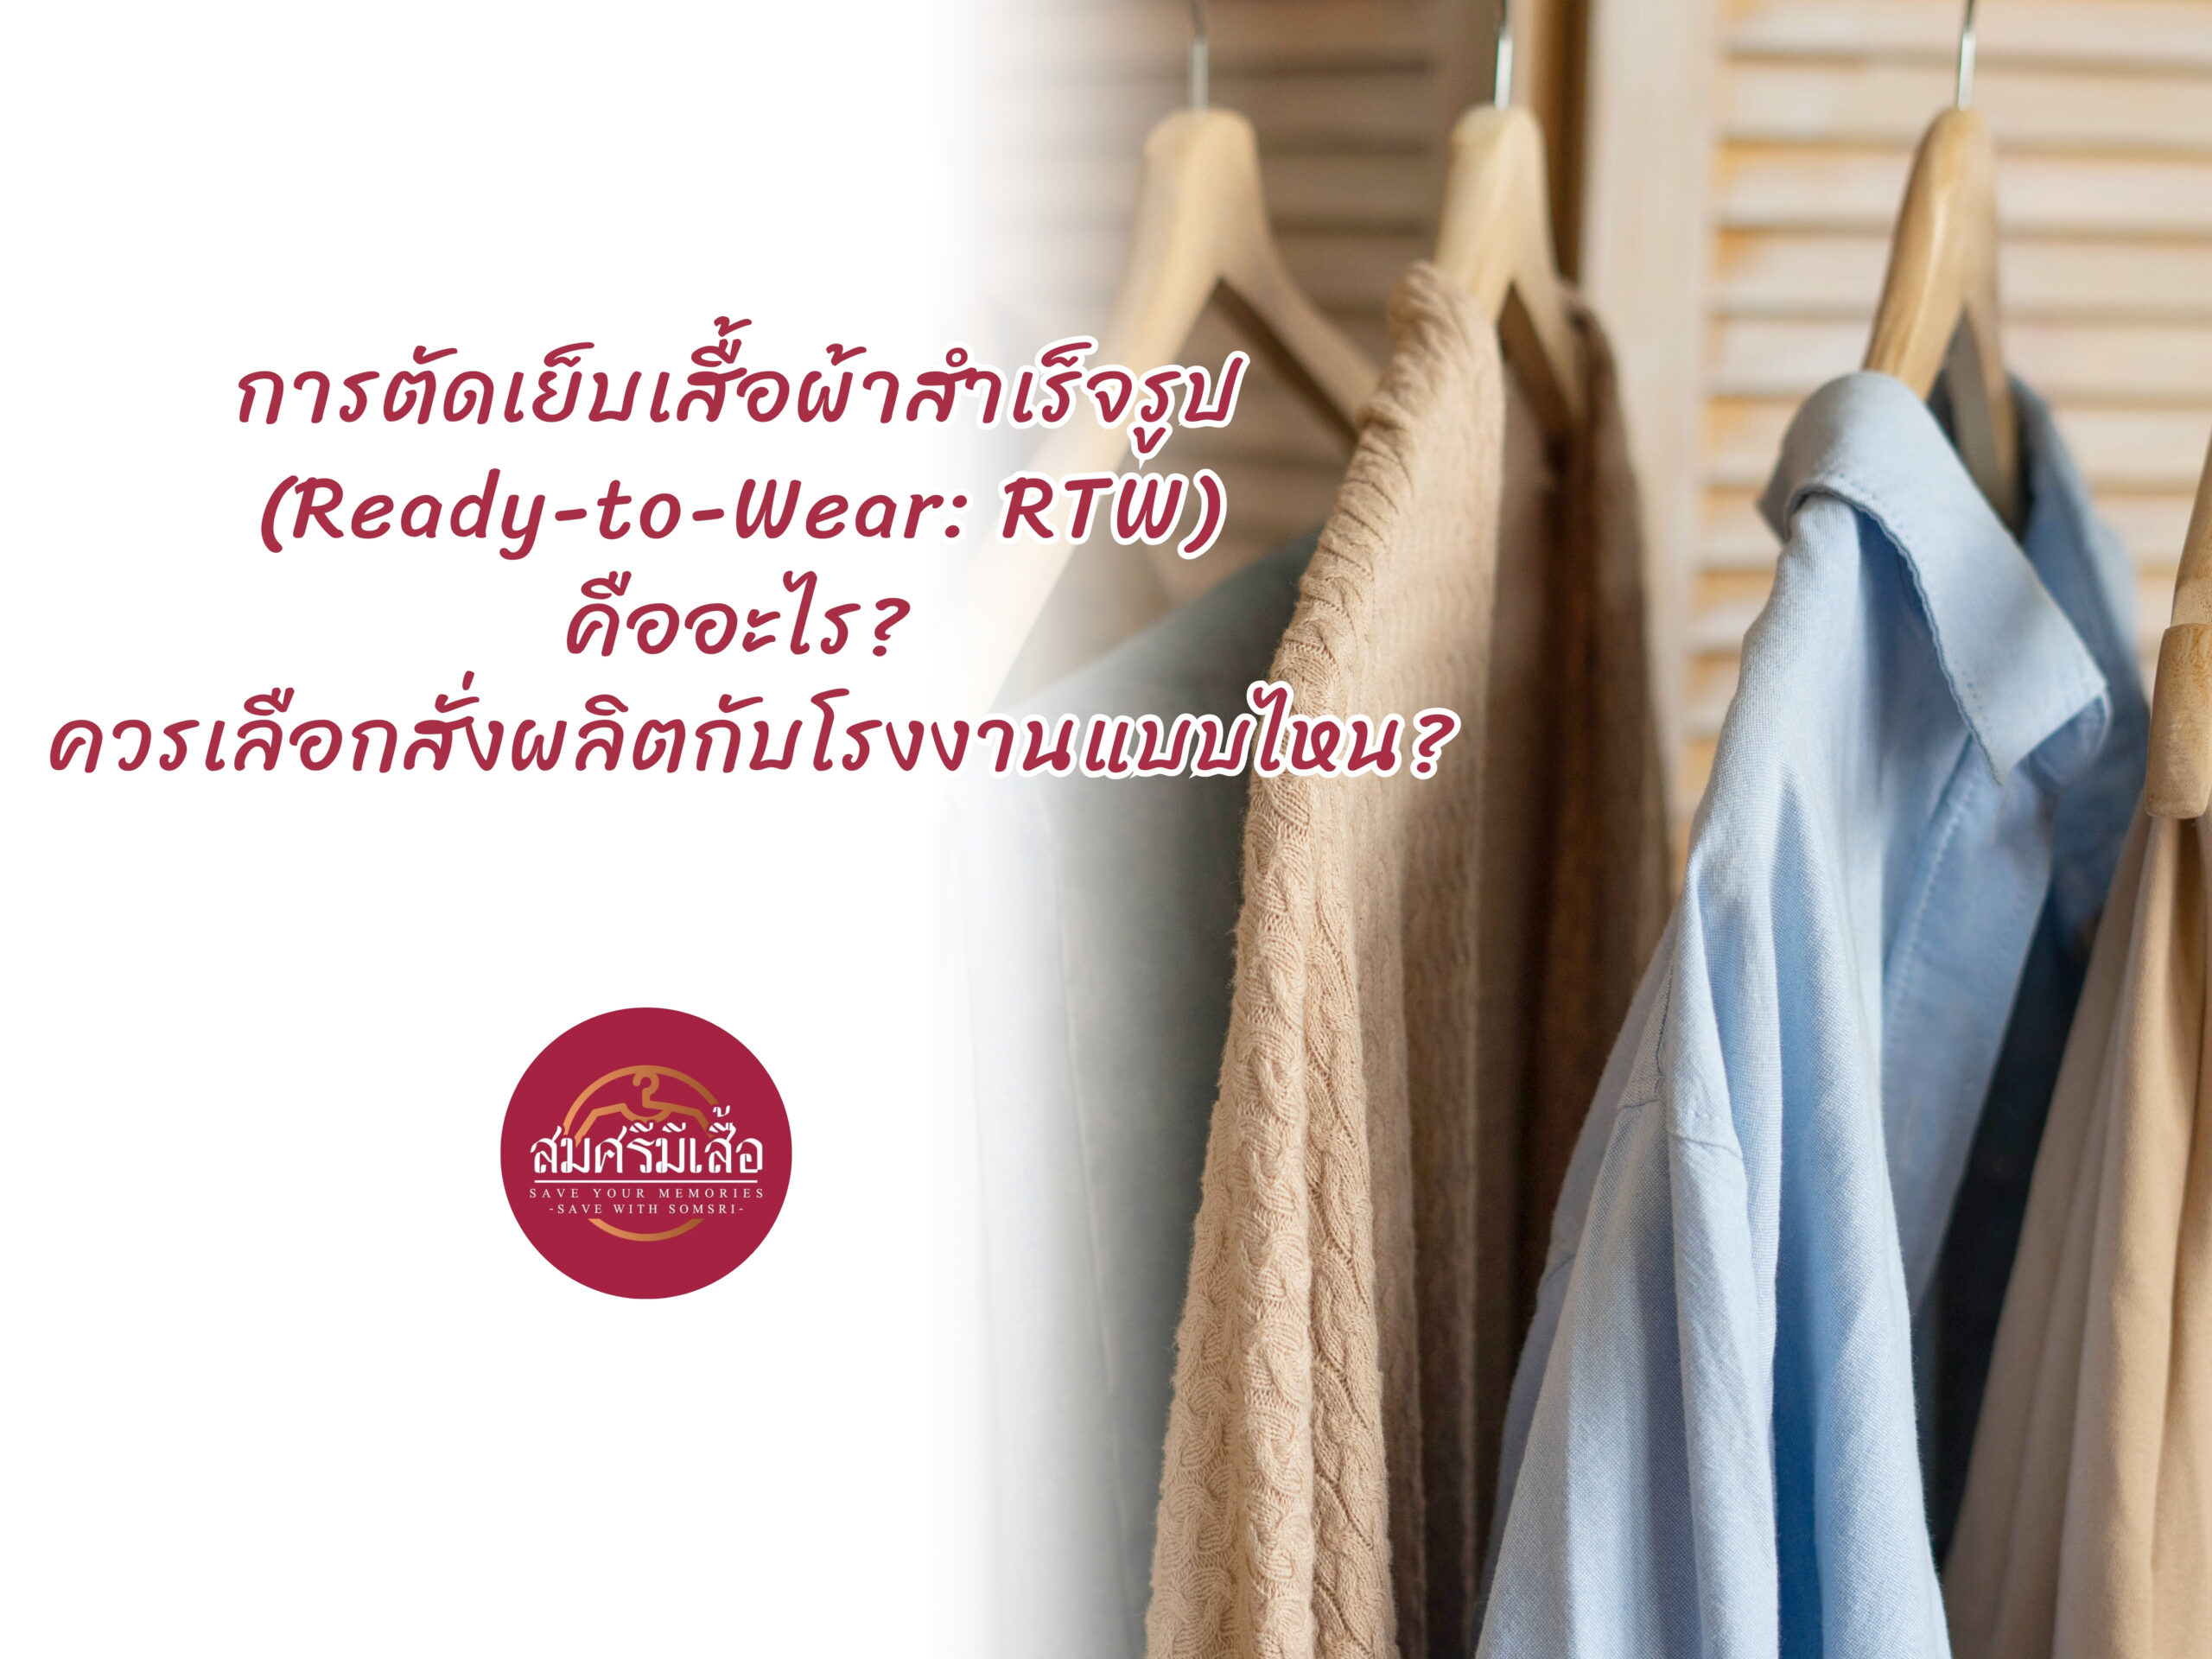 การตัดเย็บเสื้อผ้าสำเร็จรูป
(Ready-to-Wear: RTW)
คืออะไร?
ควรเลือกสั่งผลิตกับโรงงานแบบไหน?
สมศรีมีเสื้อ
SAVE YOUR MEMORIES
-SAVE WITH SOMSRI-